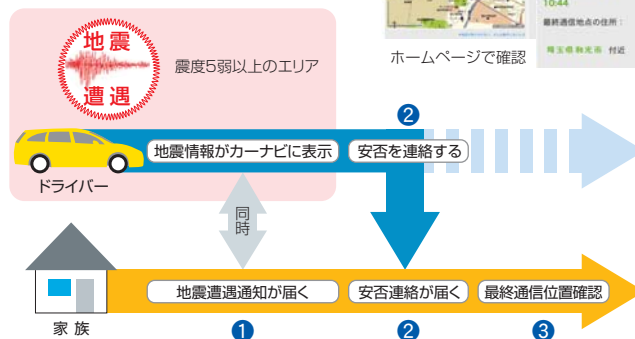 10:44
最終通信地点の住所:
埼玉県和光市 付近
ホームページで確認
地震
遭遇
震度5弱以上のエリア
ドライバー
地震情報がカーナビに表示
❷
安否を連絡する
同時
家族
地震遭遇通知が届く
安否連絡が届く
最終通信位置確認
❶
❷
❸